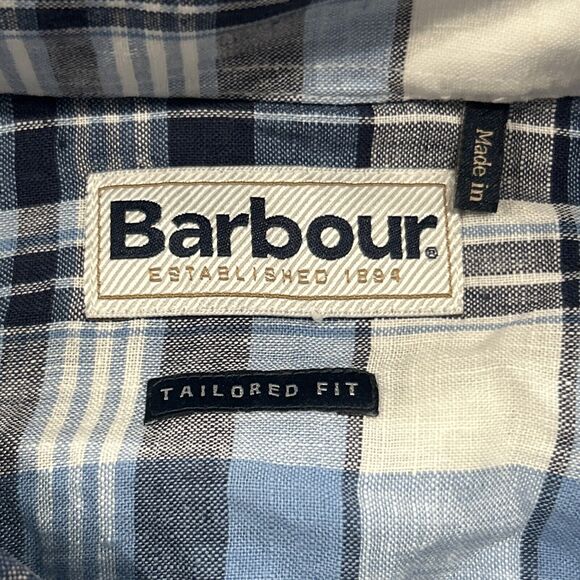 Barbour®
ESTABLISHED 1894
Made in
TAILORED FIT